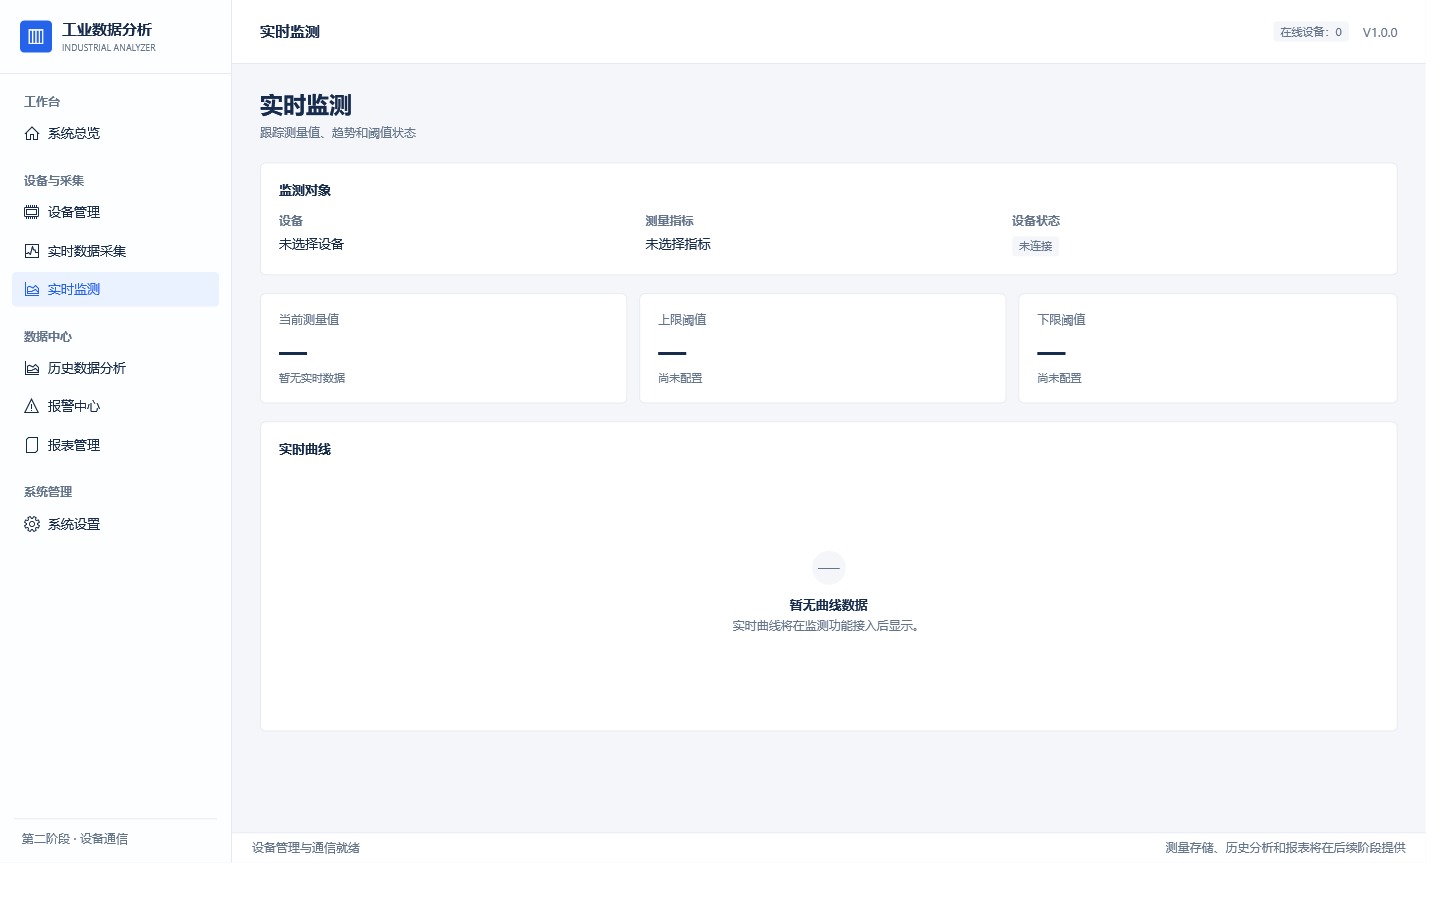 工业数据分析
INDUSTRIAL ANALYZER
工作台
系统总览
设备与采集
设备管理
实时数据采集
实时监测
数据中心
历史数据分析
报警中心
报表管理
系统管理
系统设置
第二阶段 · 设备通信
实时监测
在线设备：0
V1.0.0
实时监测
跟踪测量值、趋势和阈值状态
监测对象
设备
未选择设备
测量指标
未选择指标
设备状态
未连接
当前测量值
—
暂无实时数据
上限阈值
—
尚未配置
下限阈值
—
尚未配置
实时曲线
—
暂无曲线数据
实时曲线将在监测功能接入后显示。
设备管理与通信就绪
测量存储、历史分析和报表将在后续阶段提供